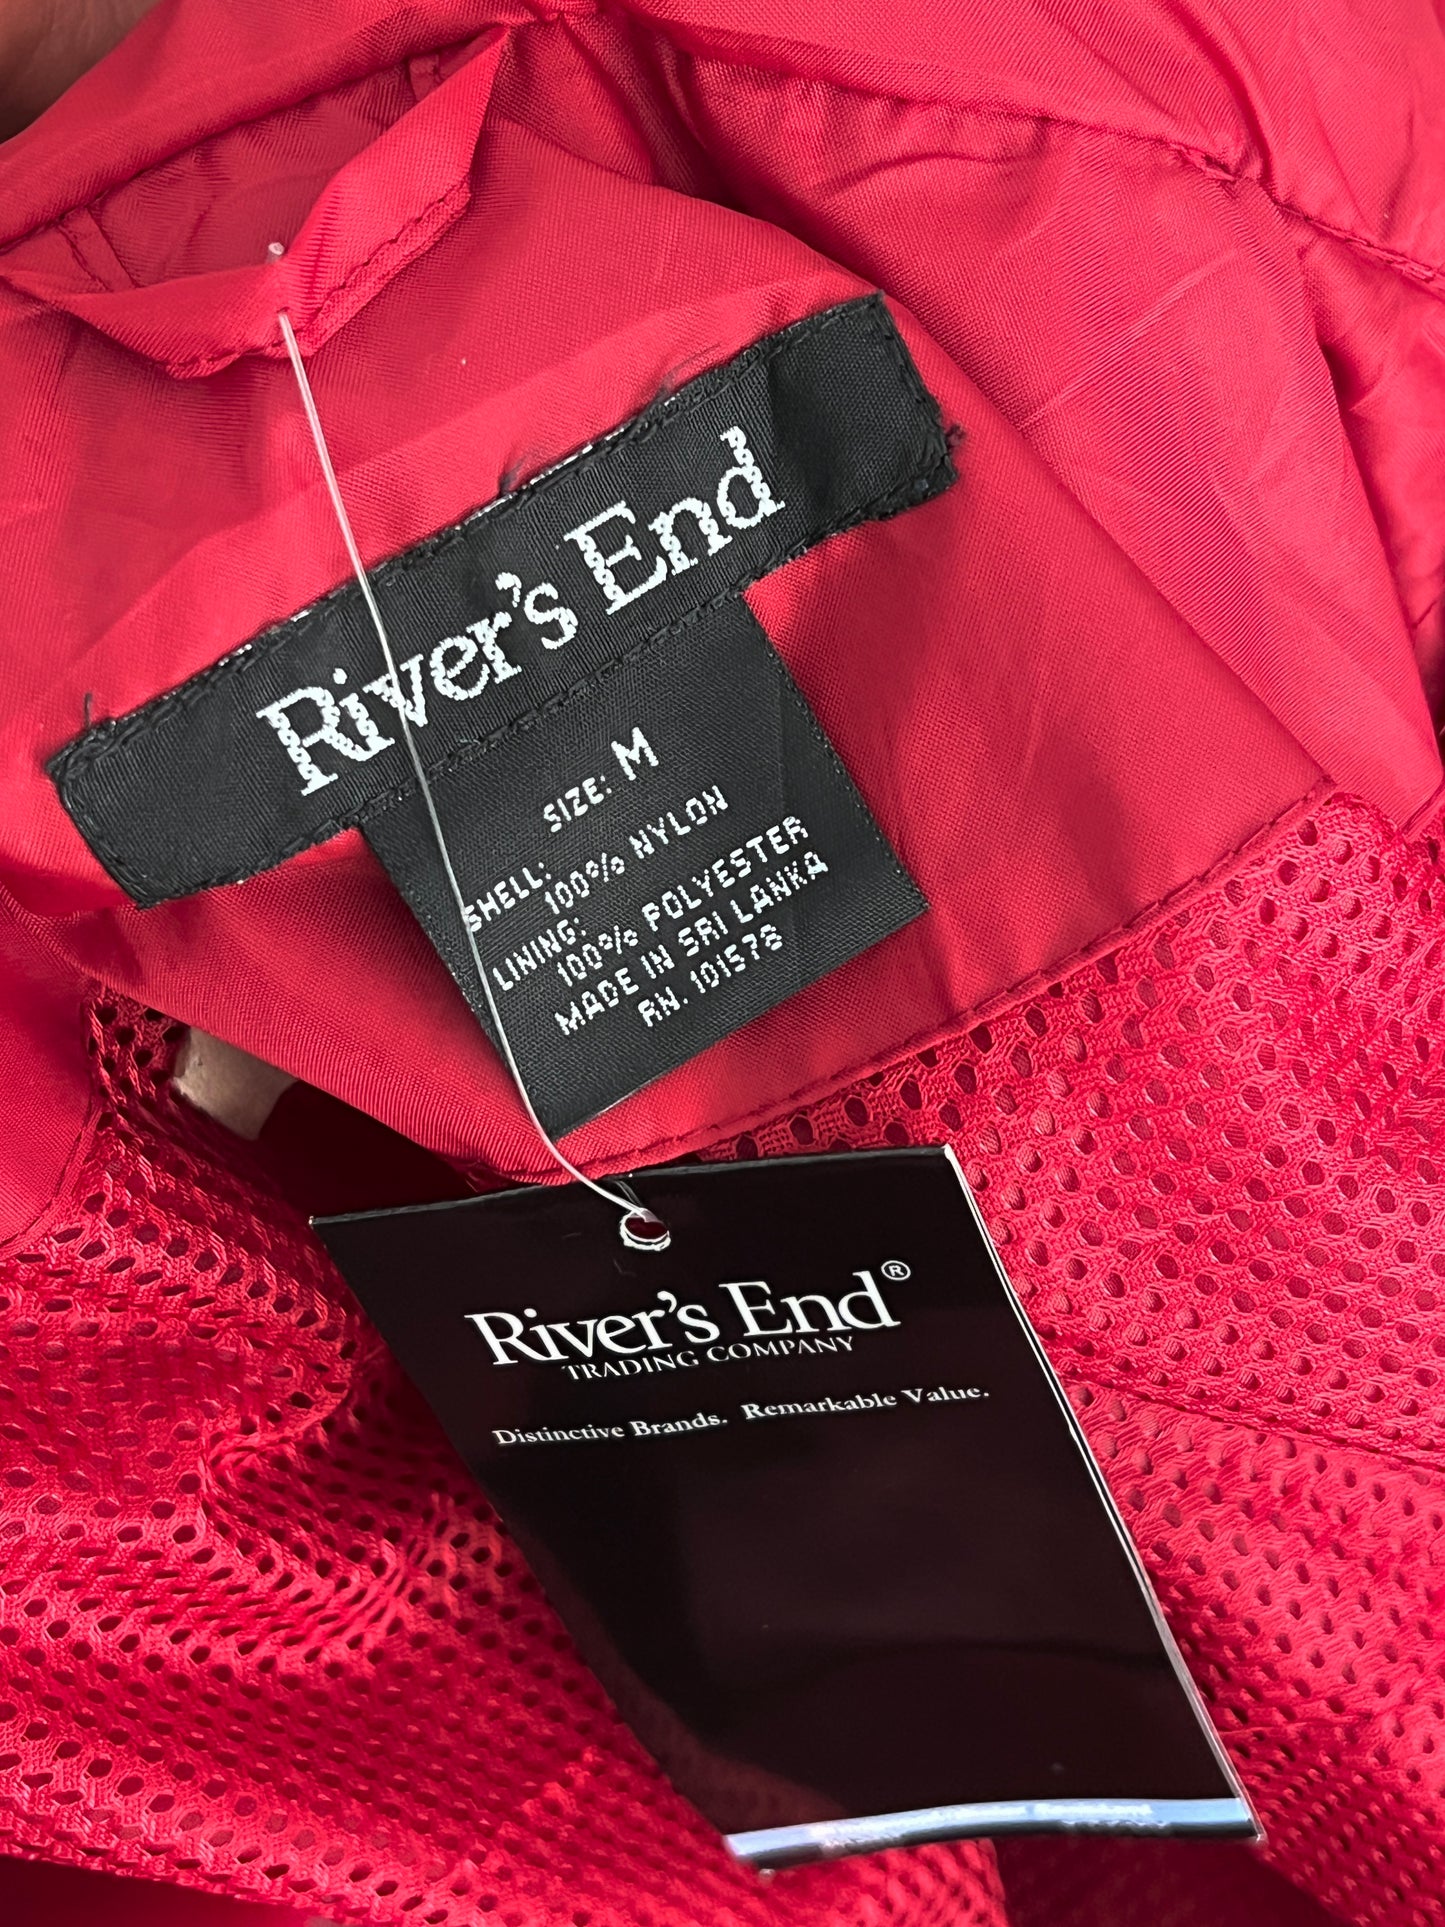 River's End
SIZE: M
SHELL:
100% NYLON
LINING:
100% POLYESTER
MADE IN SRI LANKA
RN. 101578
River's End®
TRADING COMPANY
Distinctive Brands. Remarkable Value.